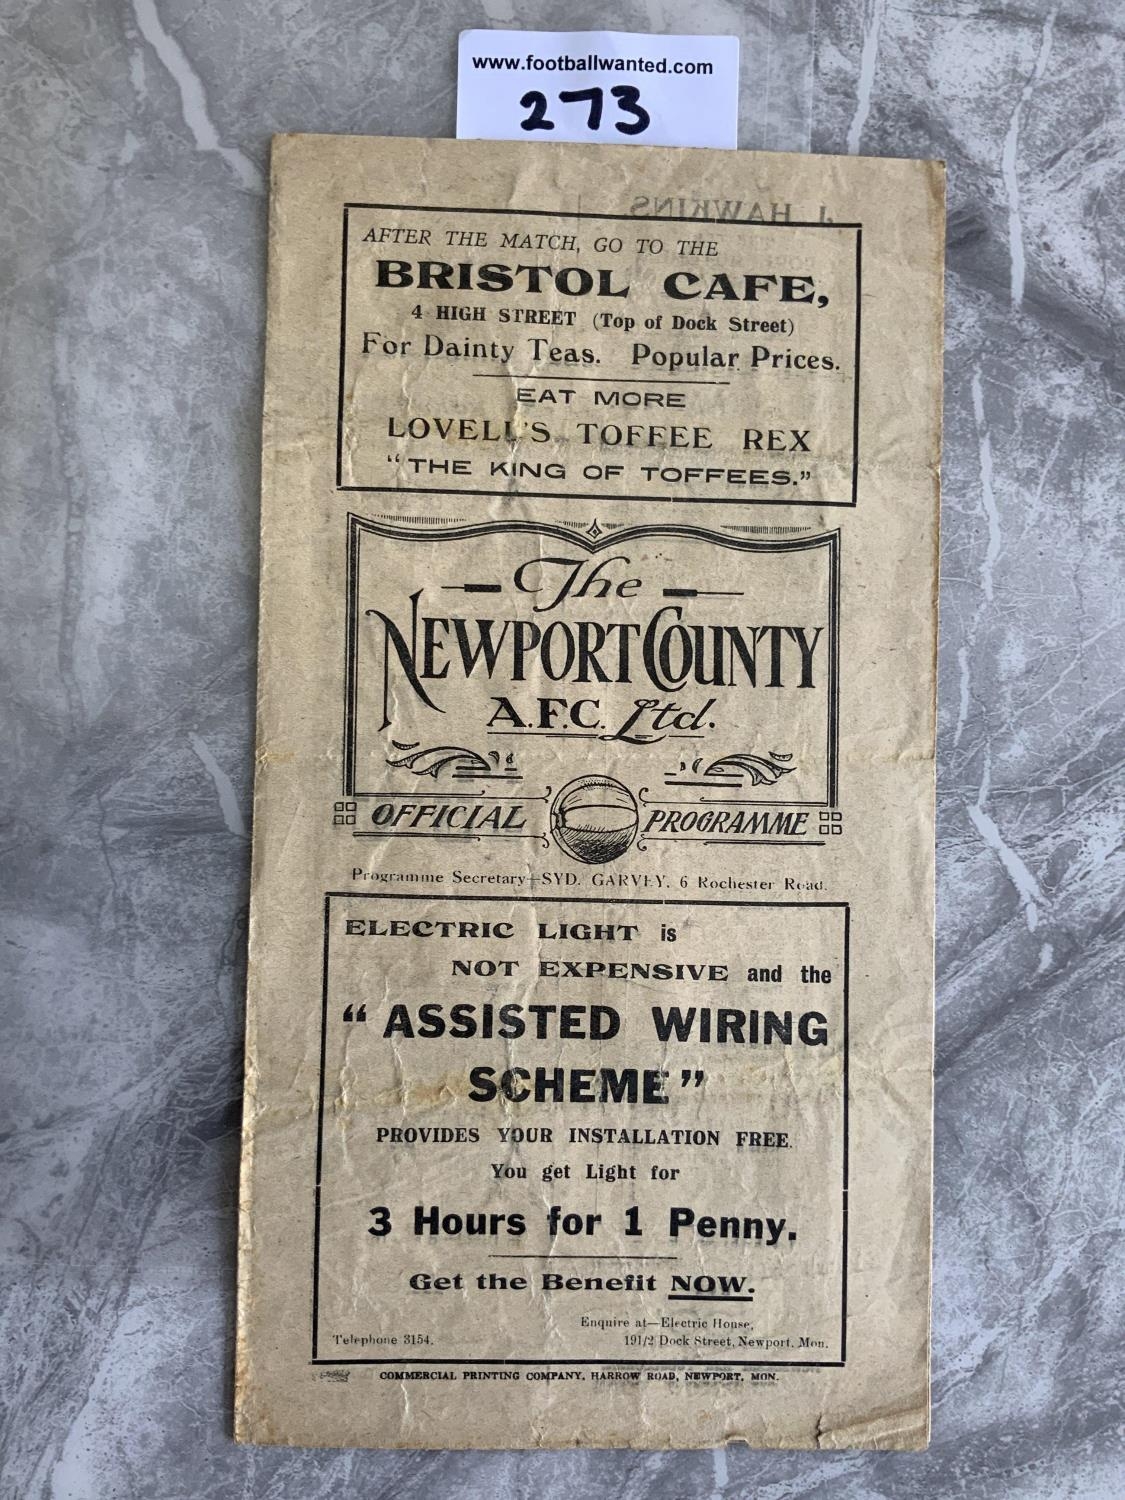 www.footballwanted.com
273
J. HAWKINS.
AFTER THE MATCH, GO TO THE
BRISTOL CAFE,
4 HIGH STREET (Top of Dock Street)
For Dainty Teas. Popular Prices.
EAT MORE
LOVELL'S TOFFEE REX
"THE KING OF TOFFEES."
The
NEWPORT COUNTY
A.F.C. Ltd.
OFFICIAL PROGRAMME
Programme Secretary—SYD. GARVEY, 6 Rochester Road.
ELECTRIC LIGHT is
NOT EXPENSIVE and the
"ASSISTED WIRING
SCHEME"
PROVIDES YOUR INSTALLATION FREE.
You get Light for
3 Hours for 1 Penny.
Get the Benefit NOW.
Enquire at—Electric House,
Telephone 3154. 191/2 Dock Street, Newport, Mon.
COMMERCIAL PRINTING COMPANY, HARROW ROAD, NEWPORT, MON.